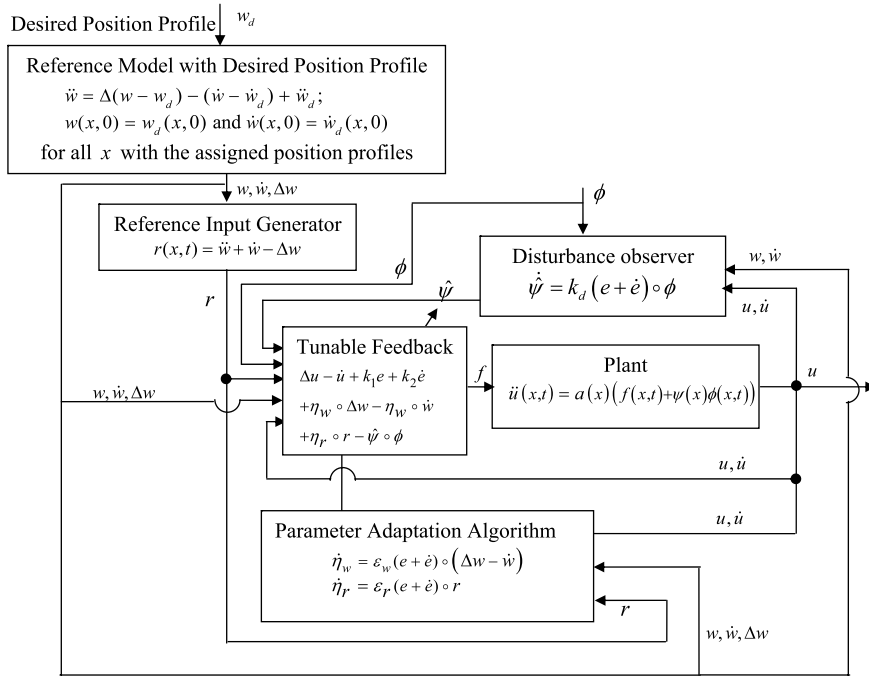 Desired Position Profile
w_d
Reference Model with Desired Position Profile
ẅ = Δ(w − w_d) − (ẇ − ẇ_d) + ẅ_d;
w(x,0) = w_d(x,0) and ẇ(x,0) = ẇ_d(x,0)
for all x with the assigned position profiles
w, ẇ, Δw
Reference Input Generator
r(x,t) = ẅ + ẇ − Δw
ϕ
ϕ
Disturbance observer
ψ̂̇ = k_d (e + ė)∘ϕ
w, ẇ
u, u̇
r
ψ̂
Tunable Feedback
Δu − u̇ + k₁e + k₂ė
+η_w ∘ Δw − η_w ∘ ẇ
+η_r ∘ r − ψ̂ ∘ ϕ
f
Plant
ü(x,t) = a(x)(f(x,t)+ψ(x)ϕ(x,t))
u
w, ẇ, Δw
u, u̇
Parameter Adaptation Algorithm
η̇_w = ε_w(e + ė)∘(Δw − ẇ)
η̇_r = ε_r(e + ė)∘r
u, u̇
r
w, ẇ, Δw